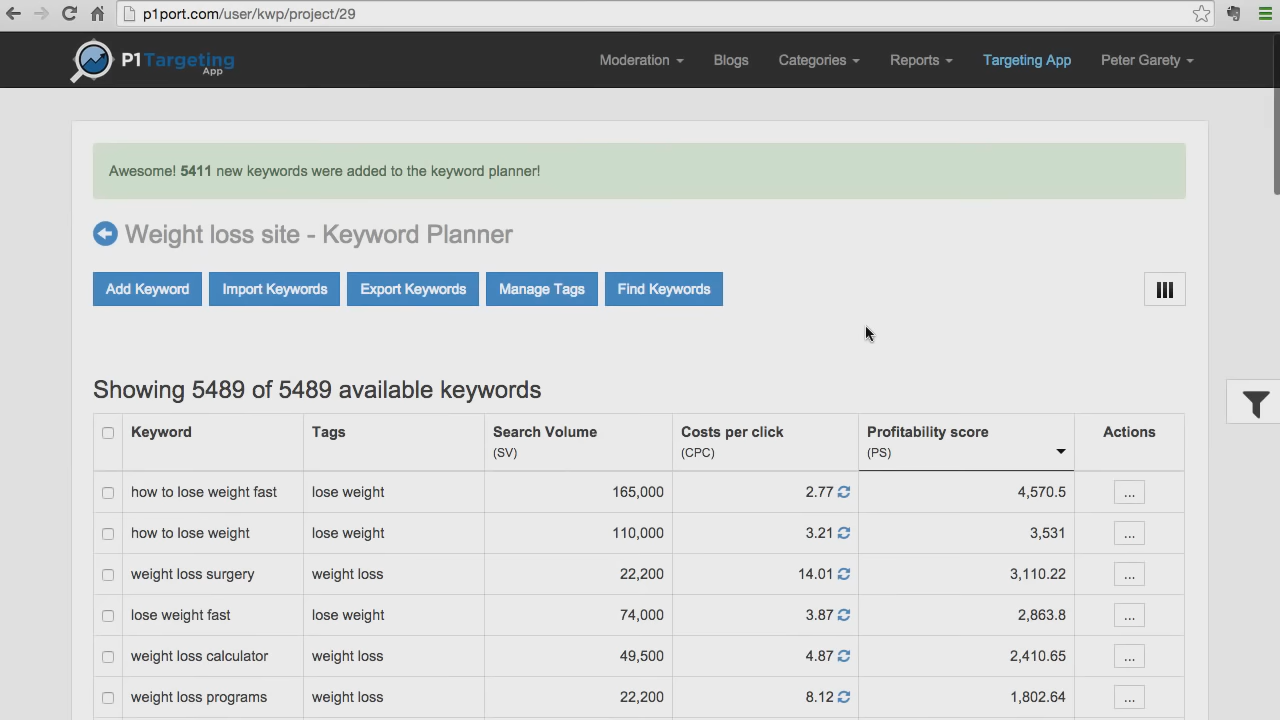 p1port.com/user/kwp/project/29
P1Targeting
App
Moderation
Blogs
Categories
Reports
Targeting App
Peter Garety
Awesome! 5411 new keywords were added to the keyword planner!
Weight loss site - Keyword Planner
Add Keyword
Import Keywords
Export Keywords
Manage Tags
Find Keywords
Showing 5489 of 5489 available keywords
Keyword Tags Search Volume Costs per click Profitability score Actions
(SV) (CPC) (PS)
how to lose weight fast lose weight 165,000 2.77 4,570.5 ...
how to lose weight lose weight 110,000 3.21 3,531 ...
weight loss surgery weight loss 22,200 14.01 3,110.22 ...
lose weight fast lose weight 74,000 3.87 2,863.8 ...
weight loss calculator weight loss 49,500 4.87 2,410.65 ...
weight loss programs weight loss 22,200 8.12 1,802.64 ...